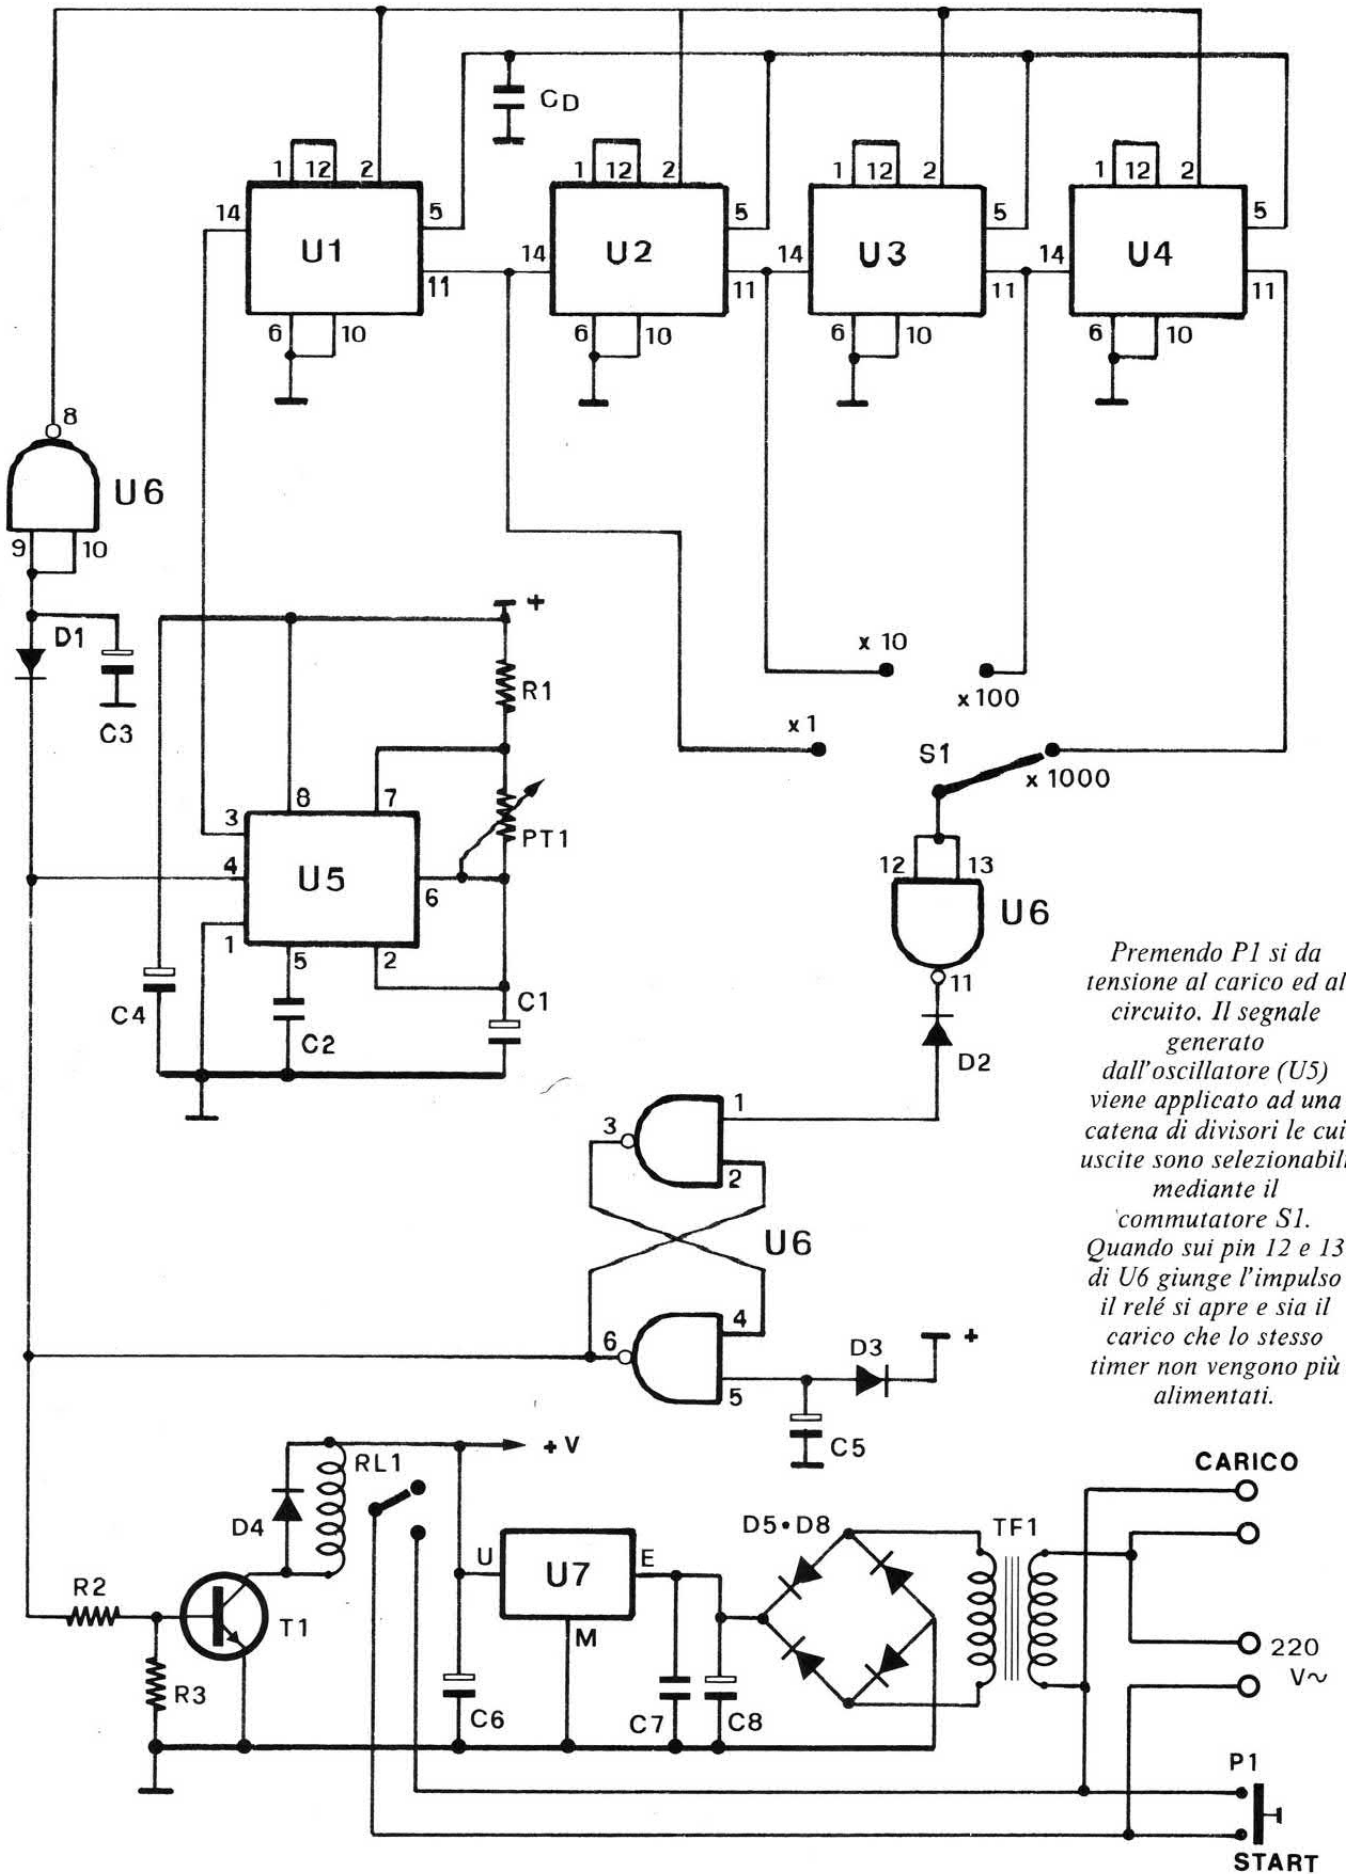 C D
1 12 2
1 12 2
1 12 2
1 12 2
14 U1 5
11
14 U2 5
11
14 U3 5
11
14 U4 5
11
6 10
6 10
6 10
6 10
8
U6
9 10
D1
C3
+
R1
x 10
x 100
x 1
S1
x 1000
8 7
3
PT1
4 U5 6
1
5 2
C4
C2
C1
12 13
U6
11
D2
Premendo P1 si da
tensione al carico ed al
circuito. Il segnale
generato
dall'oscillatore (U5)
viene applicato ad una
catena di divisori le cui
uscite sono selezionabili
mediante il
commutatore S1.
Quando sui pin 12 e 13
di U6 giunge l'impulso
il relé si apre e sia il
carico che lo stesso
timer non vengono più
alimentati.
3 1
2
U6
6 4
5
D3 +
C5
RL1 + V
D4
CARICO
D5•D8 TF1
U U7 E
M
R2
T1
R3
C6
C7 C8
220
V~
P1
START